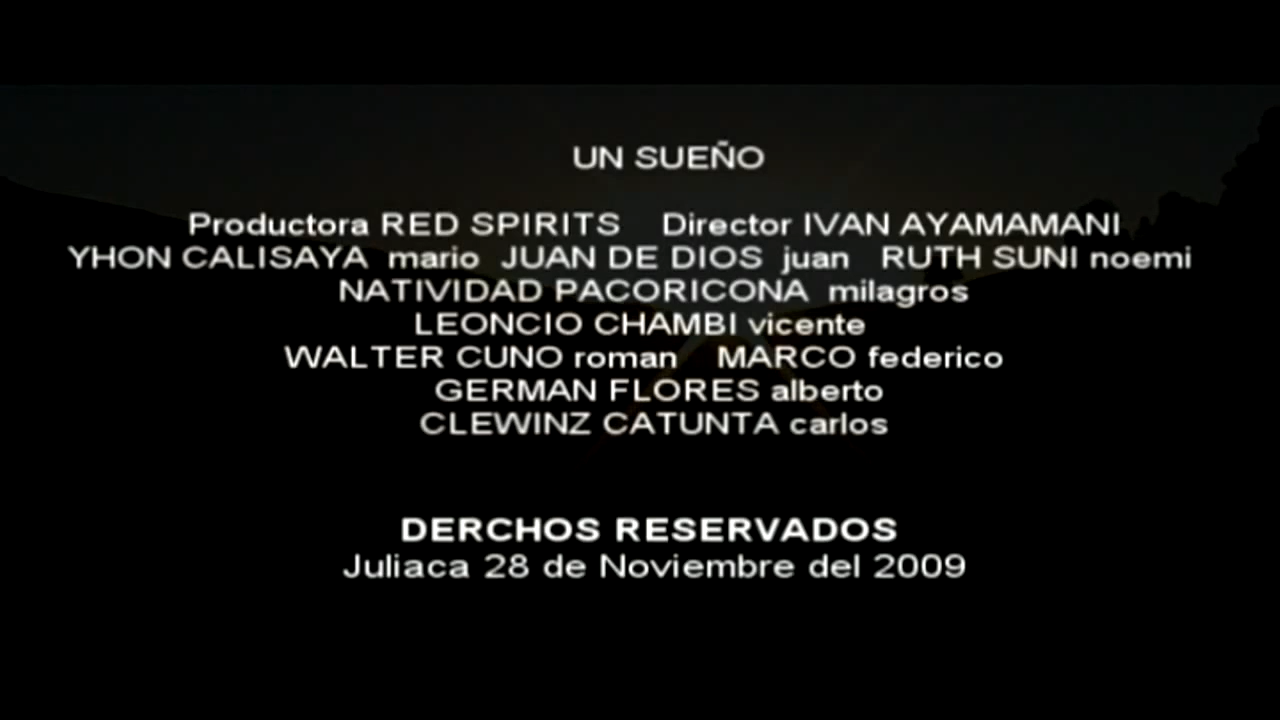 UN SUEÑO
Productora RED SPIRITS Director IVAN AYAMAMANI
YHON CALISAYA mario JUAN DE DIOS juan RUTH SUNI noemi
NATIVIDAD PACORICONA milagros
LEONCIO CHAMBI vicente
WALTER CUNO roman MARCO federico
GERMAN FLORES alberto
CLEWINZ CATUNTA carlos
DERCHOS RESERVADOS
Juliaca 28 de Noviembre del 2009